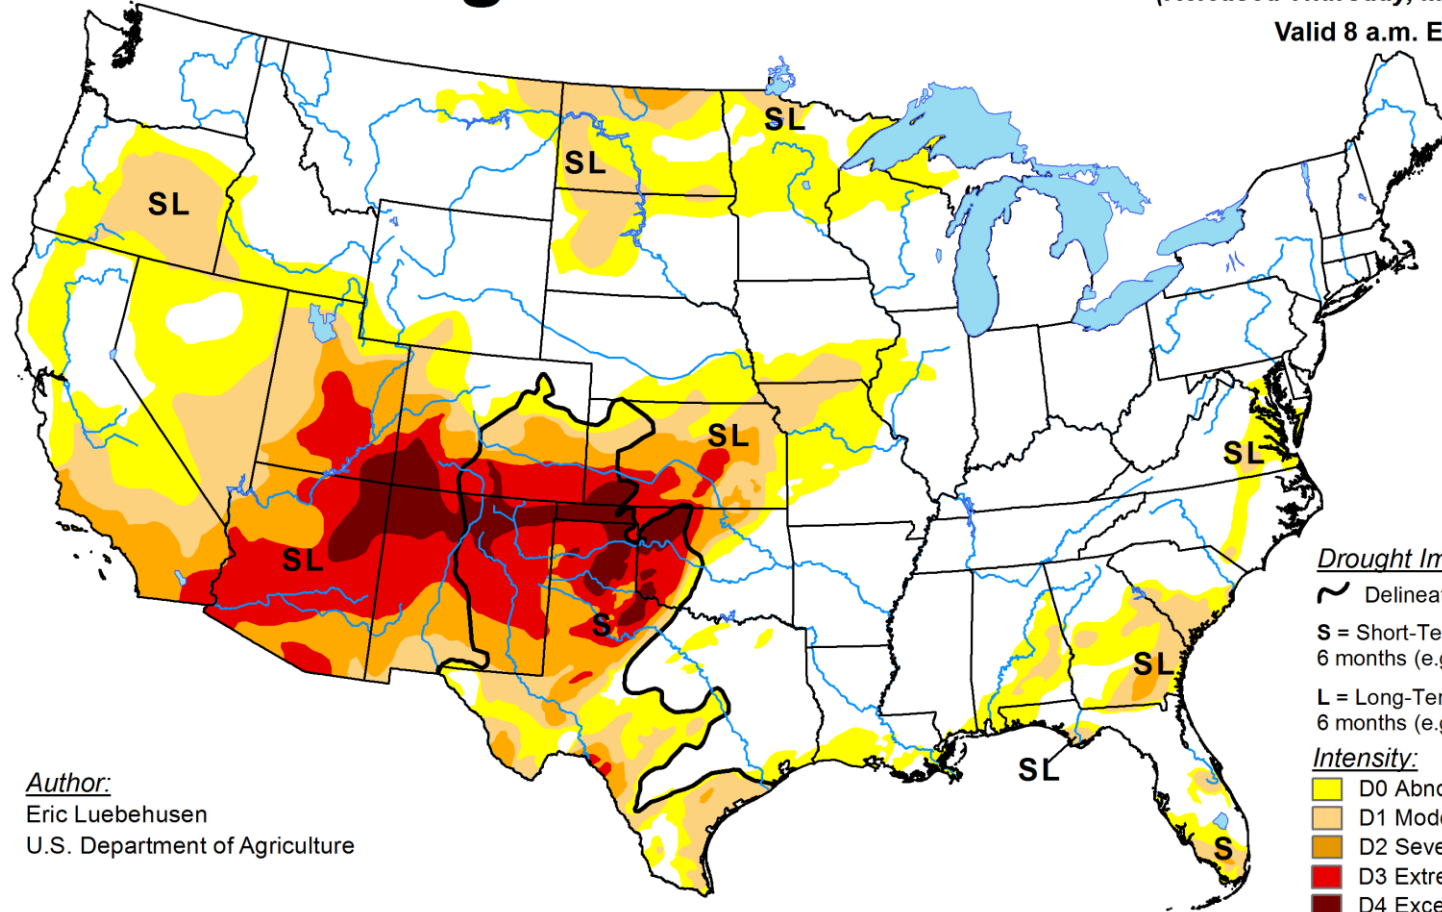 Valid 8 a.m. E
SL
SL
SL
SL
SL
SL
S
SL
SL
S
Drought Im
Delinea
S = Short-Te
6 months (e.g
L = Long-Ter
6 months (e.g
Intensity:
D0 Abno
D1 Mode
D2 Seve
D3 Extre
D4 Exce
Author:
Eric Luebehusen
U.S. Department of Agriculture